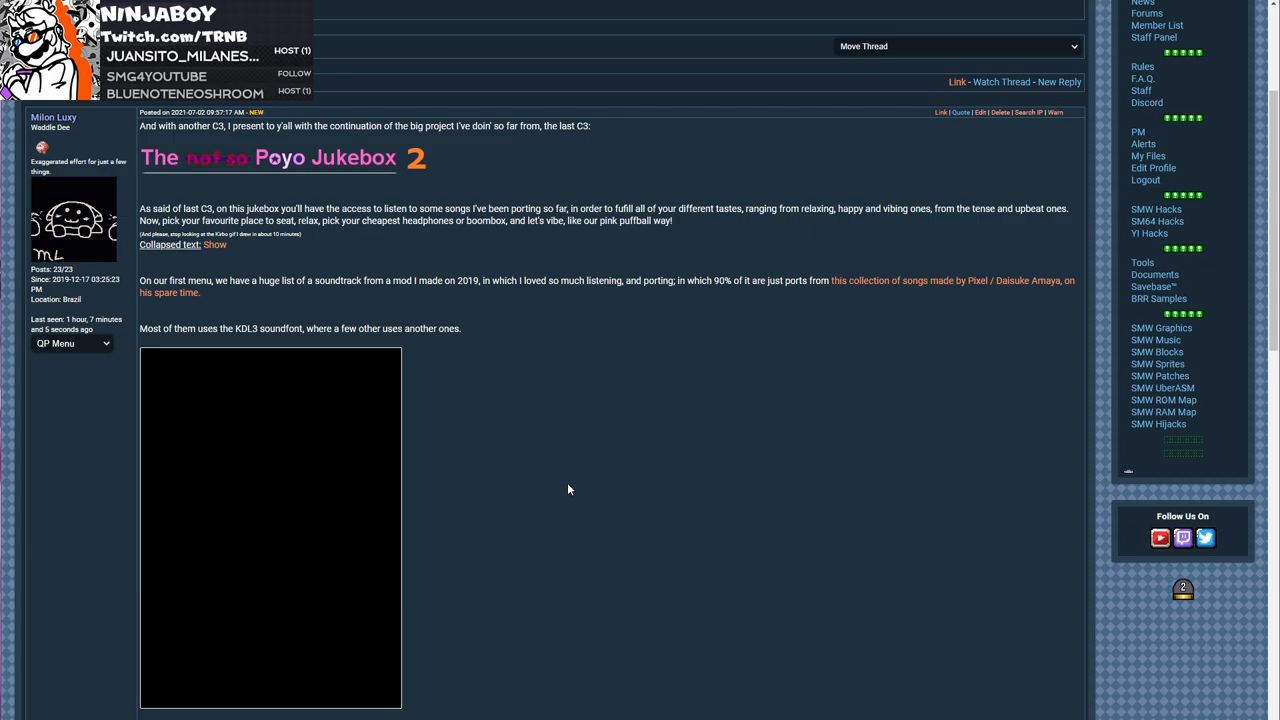 NINJABOY
Twitch.com/TRNB
JUANSITO_MILANES... HOST (1)
SMG4YOUTUBE FOLLOW
BLUENOTENEOSHROOM HOST (1)
Move Thread
Link - Watch Thread - New Reply
Milon Luxy
Waddle Dee
Exaggerated effort for just a few
things.
ML
Posts: 23/23
Since: 2019-12-17 03:25:23
PM
Location: Brazil
Last seen: 1 hour, 7 minutes
and 5 seconds ago
QP Menu
Posted on 2021-07-02 09:57:17 AM - NEW
Link | Quote | Edit | Delete | Search IP | Warn
And with another C3, I present to y'all with the continuation of the big project I've doin' so far from, the last C3:
The not so Poyo Jukebox 2
As said of last C3, on this jukebox you'll have the access to listen to some songs I've been porting so far, in order to fufill all of your different tastes, ranging from relaxing, happy and vibing ones, from the tense and upbeat ones.
Now, pick your favourite place to seat, relax, pick your cheapest headphones or boombox, and let's vibe, like our pink puffball way!
(And please, stop looking at the Kirbo gif I drew in about 10 minutes)
Collapsed text: Show
On our first menu, we have a huge list of a soundtrack from a mod I made on 2019, in which I loved so much listening, and porting; in which 90% of it are just ports from this collection of songs made by Pixel / Daisuke Amaya, on
his spare time.
Most of them uses the KDL3 soundfont, where a few other uses another ones.
News
Forums
Member List
Staff Panel
Rules
F.A.Q.
Staff
Discord
PM
Alerts
My Files
Edit Profile
Logout
SMW Hacks
SM64 Hacks
YI Hacks
Tools
Documents
Savebase™
BRR Samples
SMW Graphics
SMW Music
SMW Blocks
SMW Sprites
SMW Patches
SMW UberASM
SMW ROM Map
SMW RAM Map
SMW Hijacks
Follow Us On
2